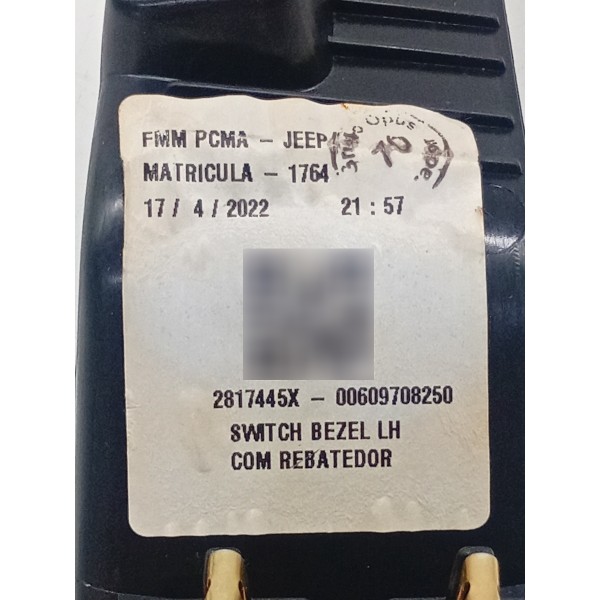 FMM PCMA - JEEP
MATRICULA - 1764
17 / 4 / 2022 21 : 57
2817445X - 00609708250
SWITCH BEZEL LH
COM REBATEDOR